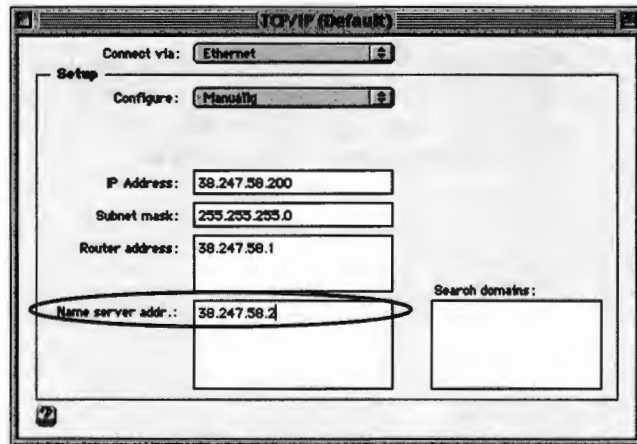 TCP/IP (Default)
Connect via: Ethernet
Setup
Configure: Manually
IP Address: 38.247.58.200
Subnet mask: 255.255.255.0
Router address: 38.247.58.1
Search domains:
Name server addr.: 38.247.58.2
?